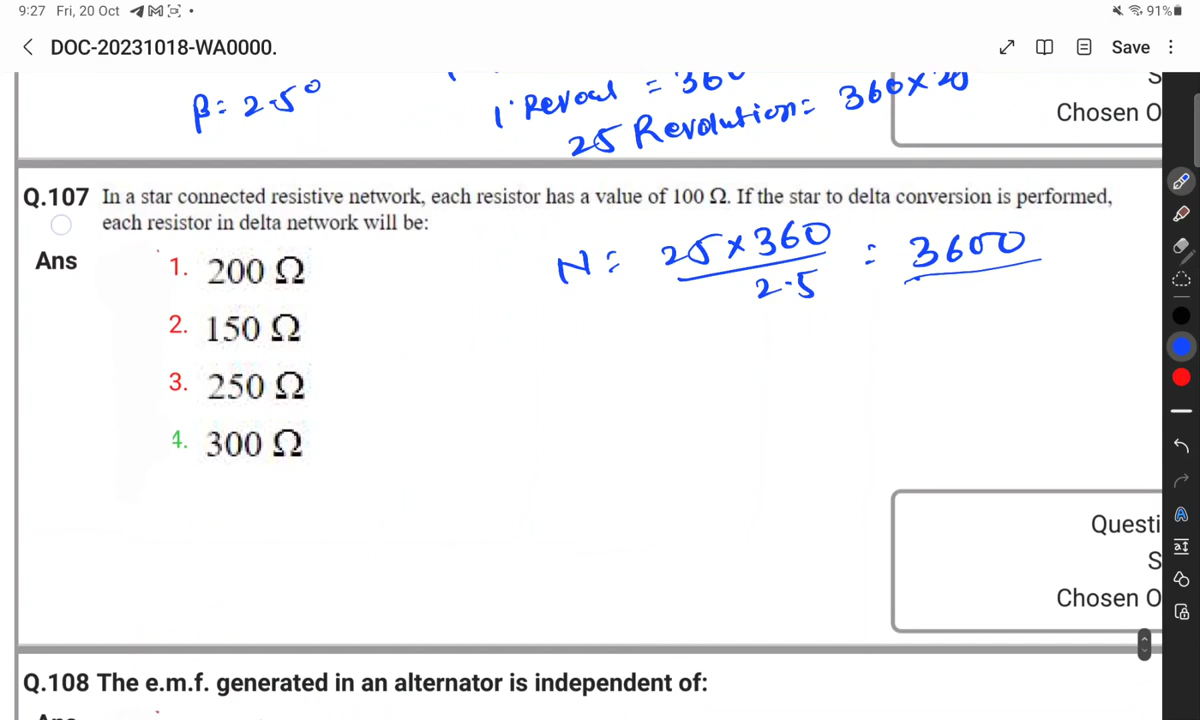 9:27 Fri, 20 Oct
91%
DOC-20231018-WA0000.
Save
β = 2.5°
1 Revol = 360
25 Revolution =
S
Chosen O
Q.107 In a star connected resistive network, each resistor has a value of 100 Ω. If the star to delta conversion is performed,
each resistor in delta network will be:
N = 25×360 / 2.5 = 3600
Ans
1. 200 Ω
2. 150 Ω
3. 250 Ω
4. 300 Ω
Questi
S
Chosen O
Q.108 The e.m.f. generated in an alternator is independent of:
Ans